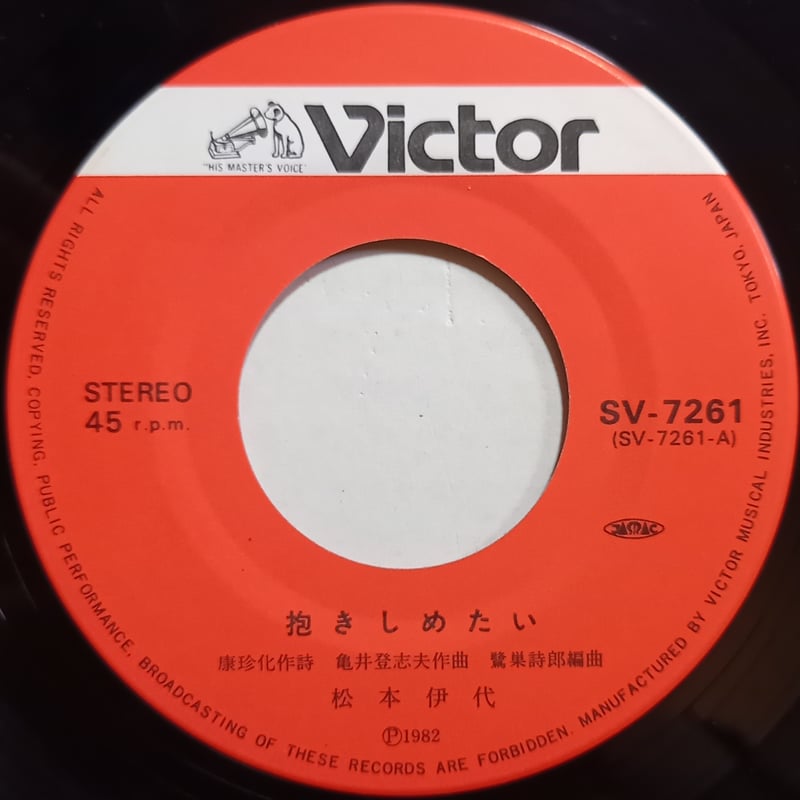 "HIS MASTER'S VOICE"
Victor
STEREO
45 r.p.m.
SV-7261
(SV-7261-A)
JASRAC
抱きしめたい
康珍化作詩 亀井登志夫作曲 鷺巣詩郎編曲
松本伊代
Ⓟ1982
ALL RIGHTS RESERVED. COPYING, PUBLIC PERFORMANCE, BROADCASTING OF THESE RECORDS ARE FORBIDDEN. MANUFACTURED BY VICTOR MUSICAL INDUSTRIES, INC. TOKYO, JAPAN